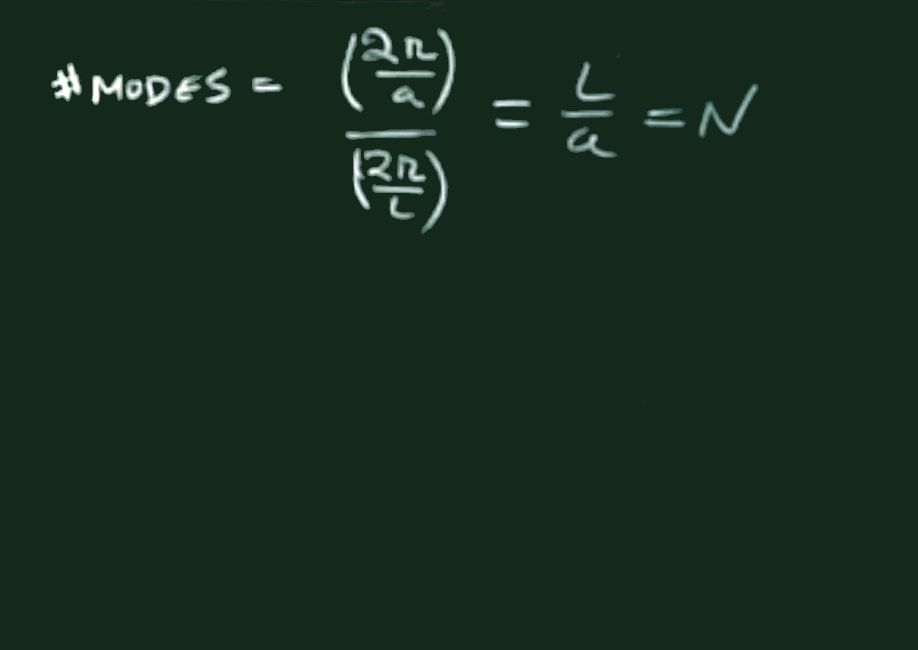 #MODES = (2π/a) / (2π/L) = L/a = N